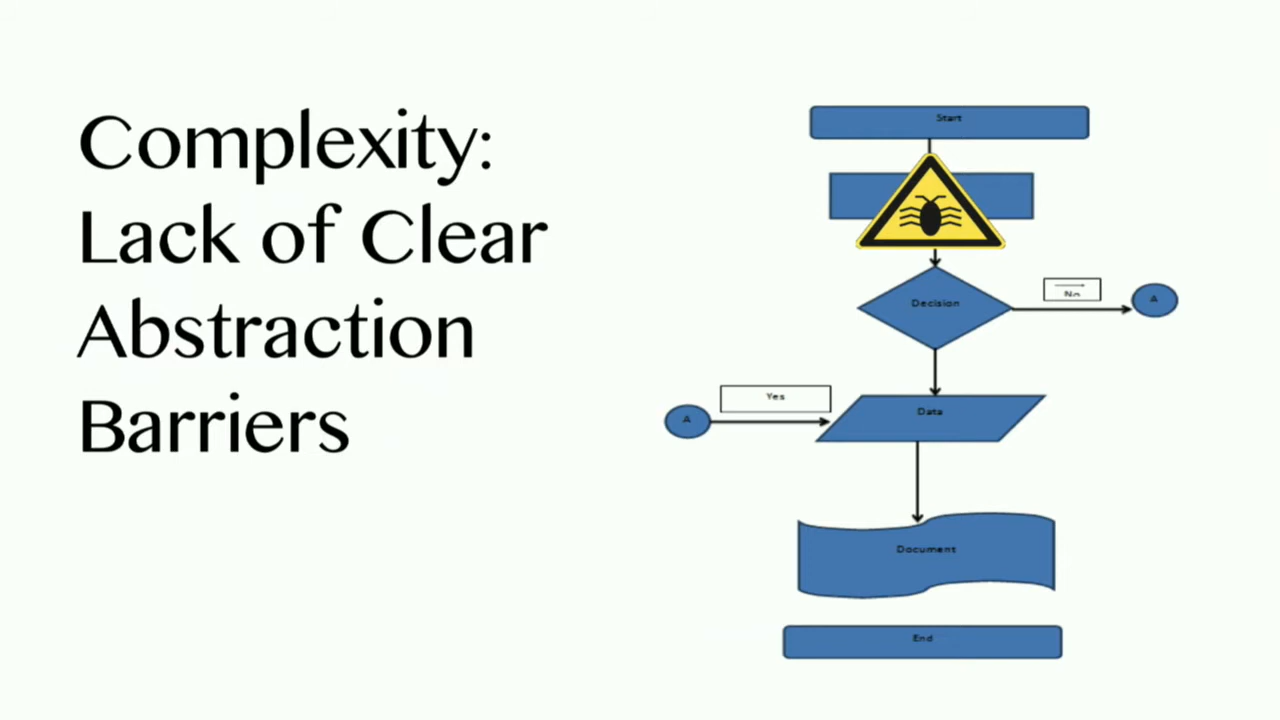 Complexity:
Lack of Clear
Abstraction
Barriers
Start
Decision
No
A
Yes
A
Data
Document
End